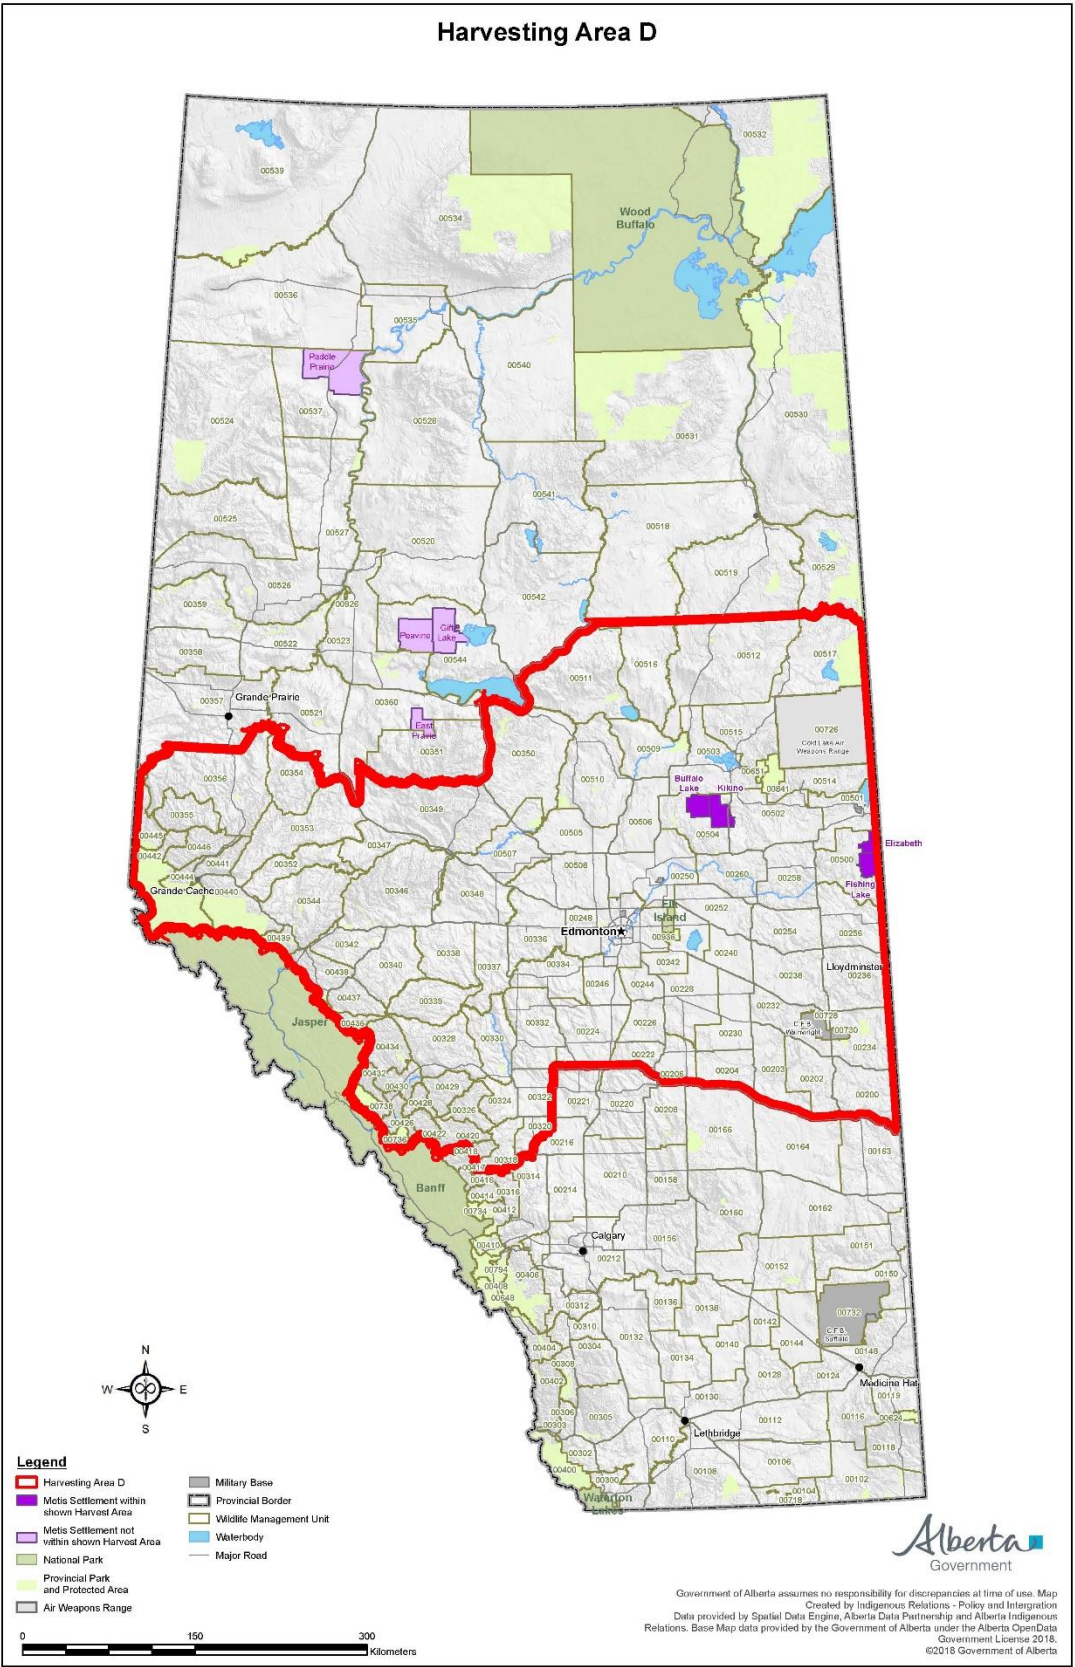 Harvesting Area D
00539
00532
00534
Wood
Buffalo
00536
00535
Paddle
Prairie
00540
00537
00524
00528
00530
00531
00541
00525
00527
00520
00518
00519
00529
00526
00542
00359
00926
00523
00522
Peavine
Gift
Lake
00544
00358
00516
00512
00517
00511
Grande Prairie
00357
00521
00360
East
Prairie
00351
00350
00509
00515
00503
00726
Cold Lake Air
Weapons Range
00356
00354
00510
00651
00841
00514
00501
Buffalo
Lake
Kikino
00355
00353
00349
00506
00504
00502
00505
00445
00446
00347
00507
Elizabeth
00442
00441
00352
00508
00500
00444
00250
00260
00258
Fishing
Lake
Grande Cache
00440
00344
00346
00348
Elk
Island
00252
00248
Edmonton
00936
00254
00256
00439
00342
00336
00338
00340
00337
00334
00242
00240
Lloydminster
00236
00438
00246
00244
00228
00238
00437
00339
00232
Jasper
00436
00332
00224
00226
00230
C.F.B.
Wainwright
00728
00730
00434
00328
00330
00222
00234
00432
00206
00204
00203
00202
00430
00429
00200
00738
00428
00326
00324
00322
00221
00220
00208
00426
00736
00422
00420
00320
00216
00166
00164
00163
00418
00417
00318
00416
00314
00210
00158
Banff
00414
00316
00214
00734
00412
00160
00162
00410
Calgary
00156
00151
00212
00794
00406
00152
00150
00408
00648
00312
00136
00138
00732
00310
00142
C.F.B.
Suffield
00132
00404
00304
00140
00144
00148
00308
00134
00402
00128
00124
Medicine Hat
00130
00119
00306
00305
00303
00112
00116
00624
Lethbridge
00110
00302
00118
00400
00300
00108
00106
00102
Waterton
Lakes
00104
00718
N
W
E
S
Legend
Harvesting Area D
Metis Settlement within
shown Harvest Area
Metis Settlement not
within shown Harvest Area
National Park
Provincial Park
and Protected Area
Air Weapons Range
Military Base
Provincial Border
Wildlife Management Unit
Waterbody
Major Road
0 150 300
Kilometers
Alberta
Government
Government of Alberta assumes no responsibility for discrepancies at time of use. Map
Created by Indigenous Relations - Policy and Intergration
Data provided by Spatial Data Engine, Alberta Data Partnership and Alberta Indigenous
Relations. Base Map data provided by the Government of Alberta under the Alberta OpenData
Government License 2018.
©2018 Government of Alberta